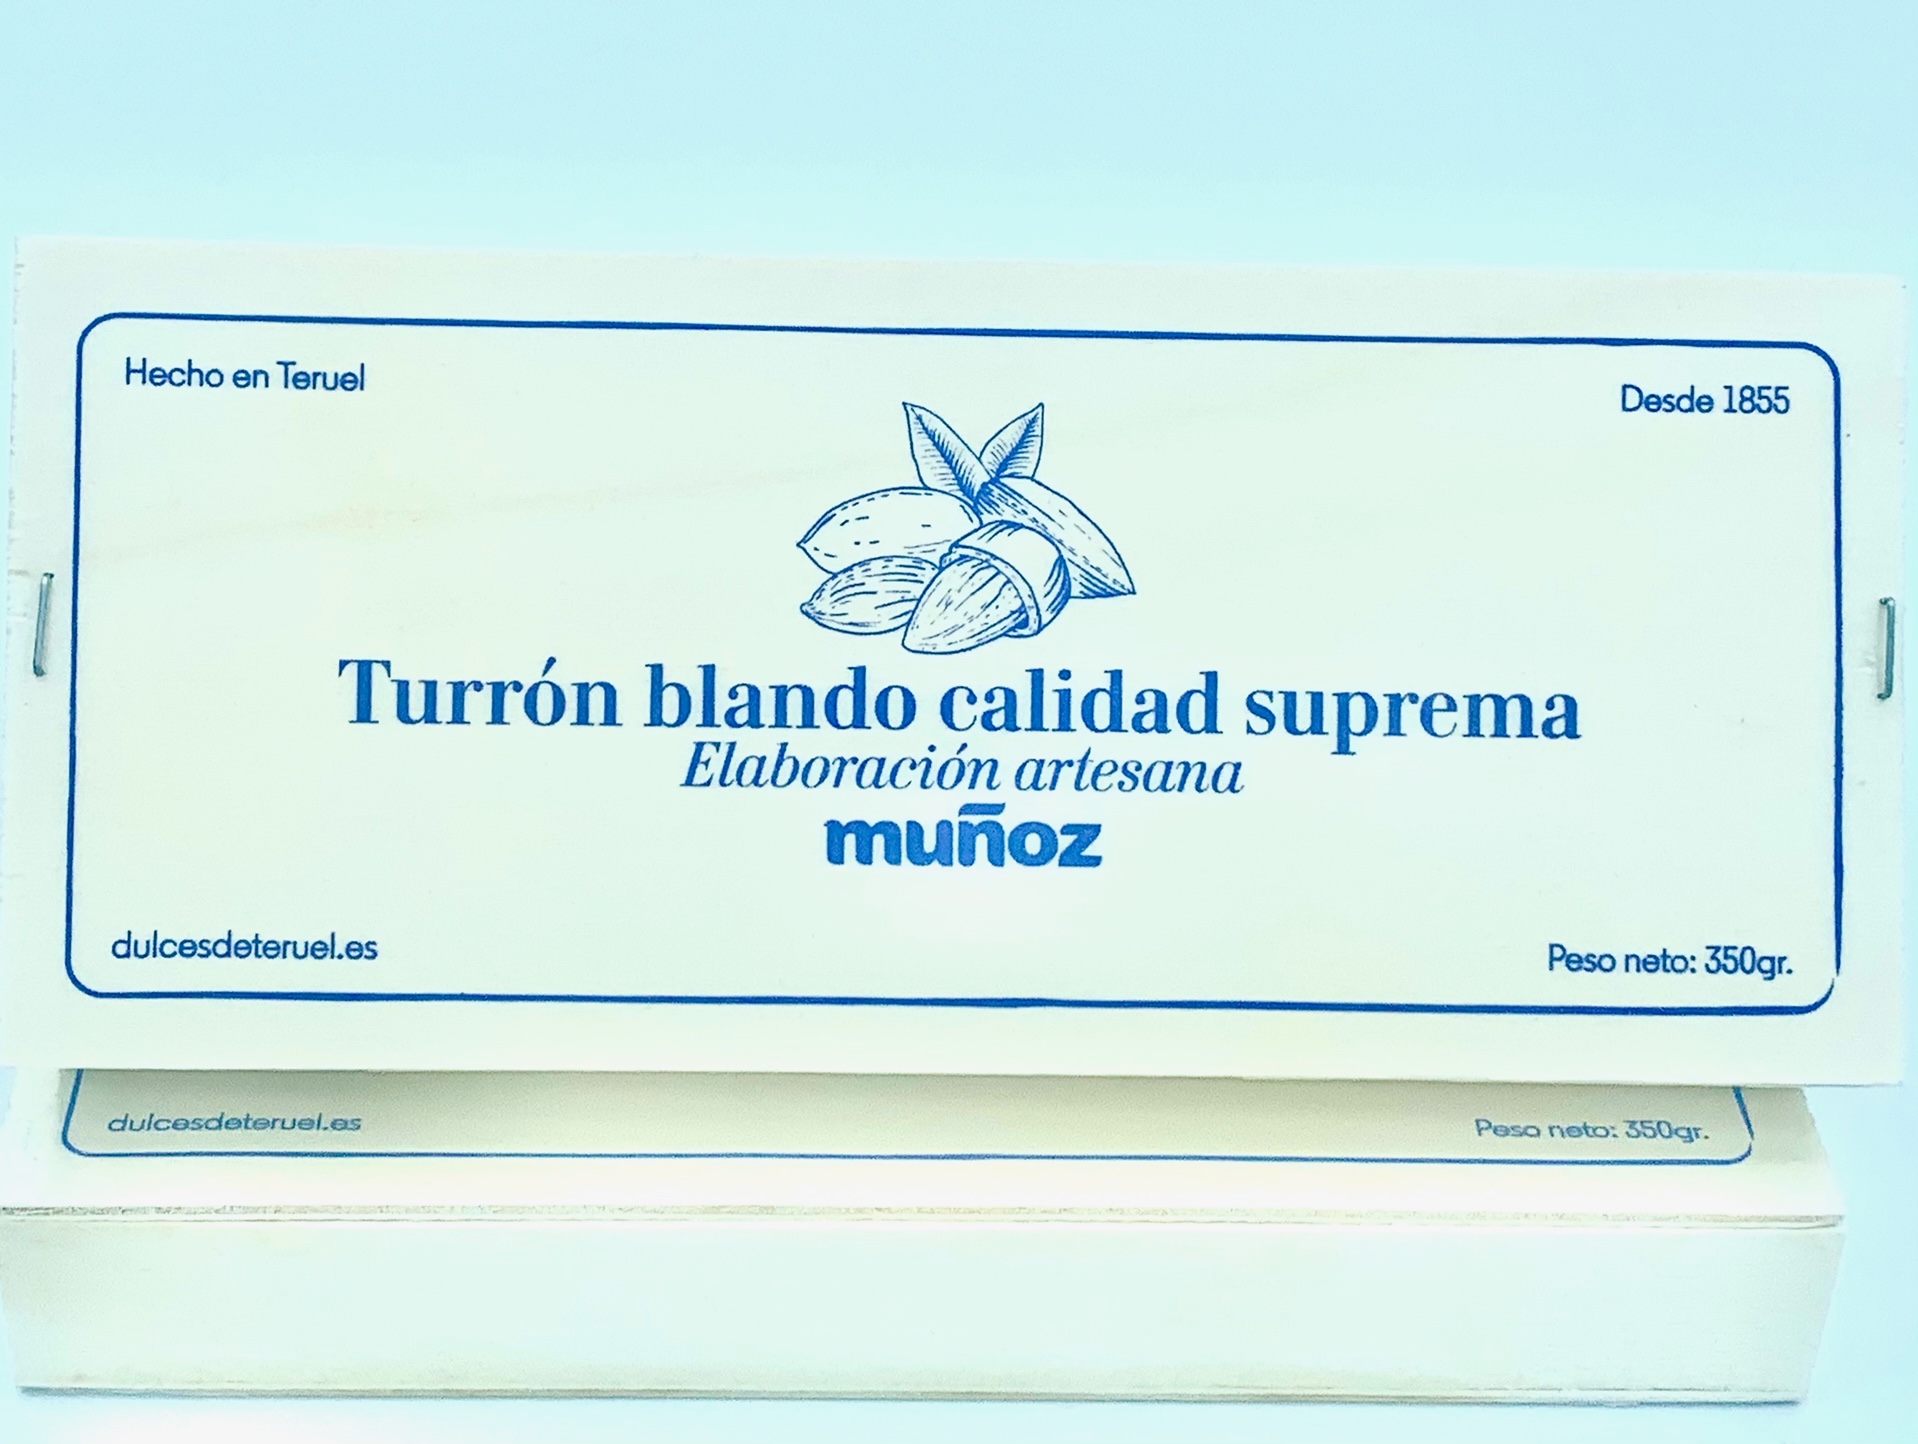 Hecho en Teruel
Desde 1855
Turrón blando calidad suprema
Elaboración artesana
muñoz
dulcesdeteruel.es
Peso neto: 350gr.
dulcesdeteruel.es
Peso neto: 350gr.